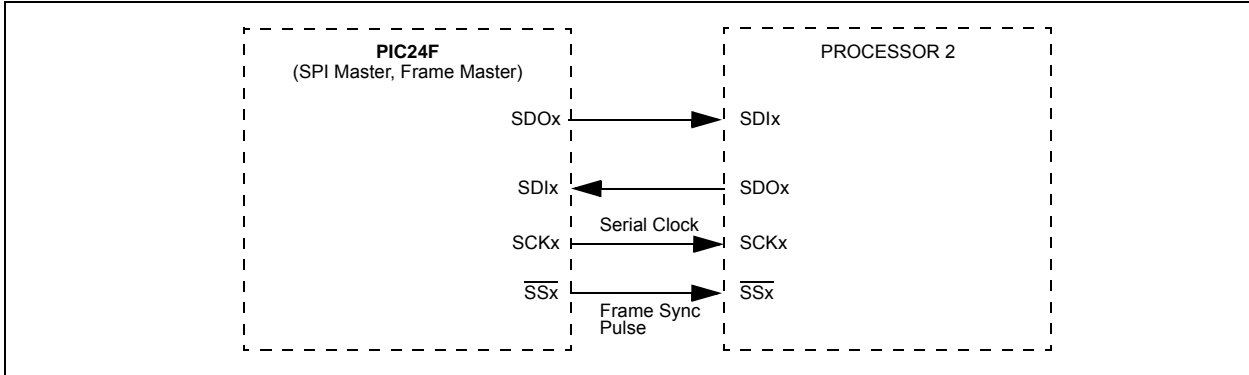 PIC24F
(SPI Master, Frame Master)
PROCESSOR 2
SDOx
SDIx
SDIx
SDOx
Serial Clock
SCKx
SCKx
SSx
SSx
Frame Sync
Pulse